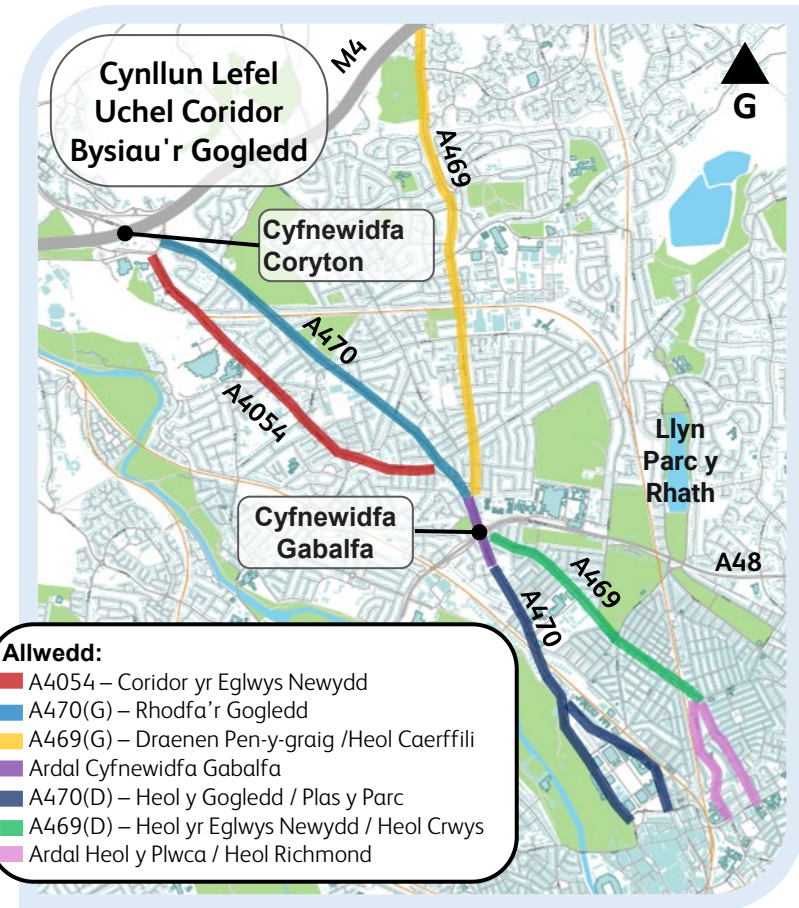 Cynllun Lefel
Uchel Coridor
Bysiau'r Gogledd
M4
G
A469
Cyfnewidfa
Coryton
A470
A4054
Llyn
Parc y
Rhath
Cyfnewidfa
Gabalfa
A48
A469
A470
Allwedd:
A4054 – Coridor yr Eglwys Newydd
A470(G) – Rhodfa’r Gogledd
A469(G) – Draenen Pen-y-graig /Heol Caerffili
Ardal Cyfnewidfa Gabalfa
A470(D) – Heol y Gogledd / Plas y Parc
A469(D) – Heol yr Eglwys Newydd / Heol Crwys
Ardal Heol y Plwca / Heol Richmond